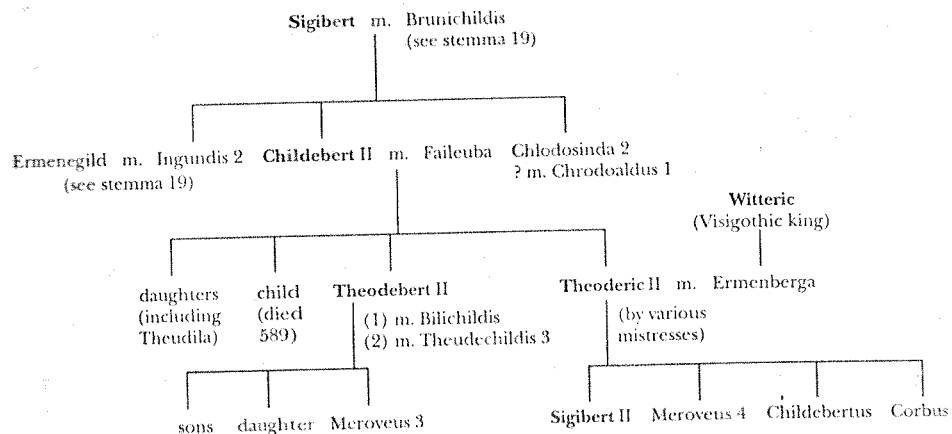 Sigibert m. Brunichildis
(see stemma 19)
Ermenegild m. Ingundis 2 Childebert II m. Faileuba Chlodosinda 2
(see stemma 19) ? m. Chrodoaldus 1
Witteric
(Visigothic king)
daughters child Theodebert II Theoderic II m. Ermenberga
(including (died (1) m. Bilichildis (by various
Theudila) 589) (2) m. Theudechildis 3 mistresses)
sons daughter Meroveus 3 Sigibert II Meroveus 4 Childebertus Corbus